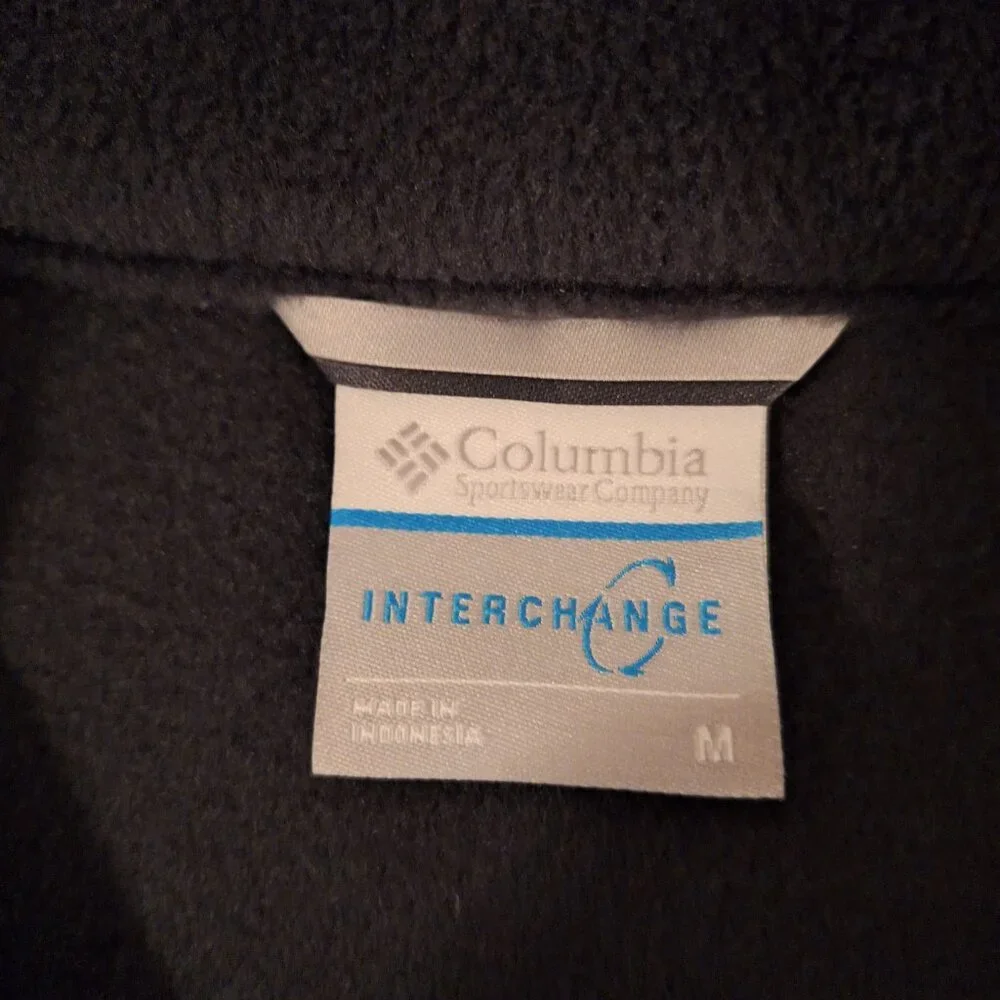 Columbia
Sportswear Company
INTERCHANGE
MADE IN
INDONESIA
M